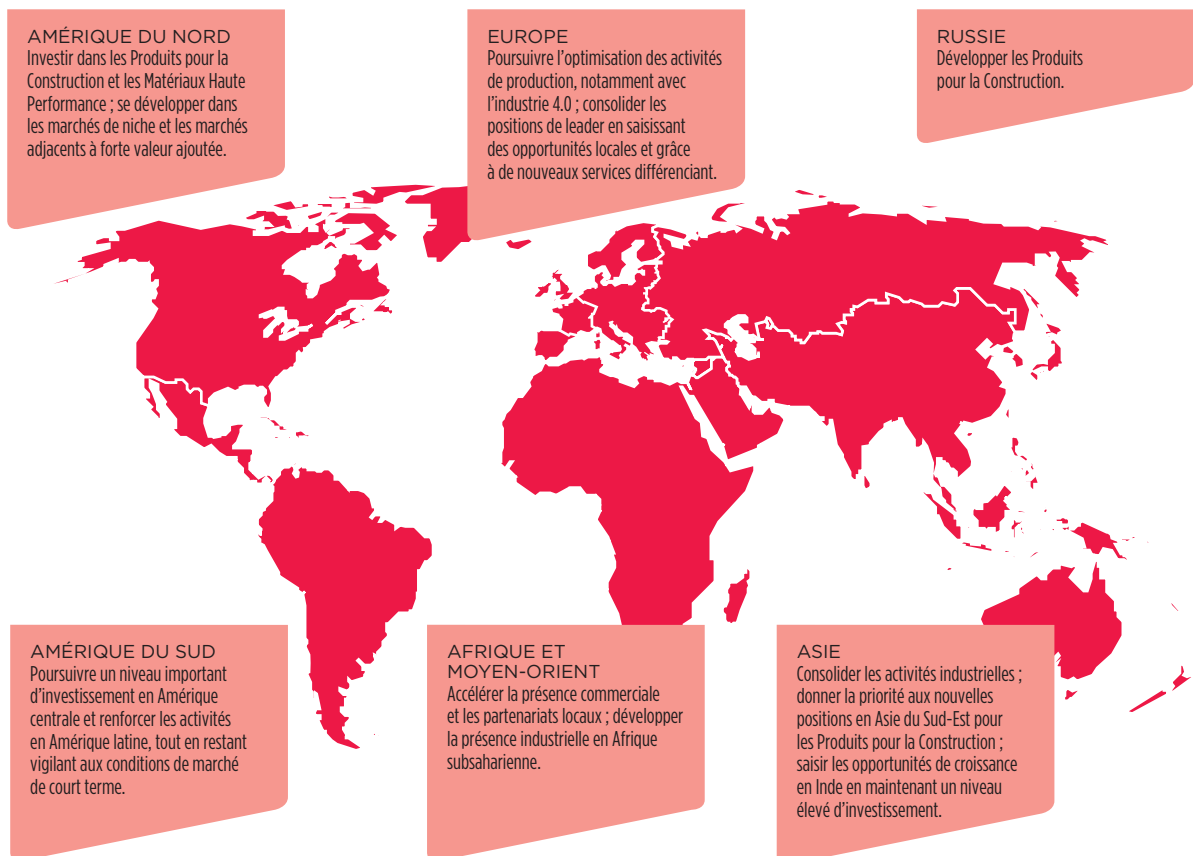 AMÉRIQUE DU NORD
Investir dans les Produits pour la
Construction et les Matériaux Haute
Performance ; se développer dans
les marchés de niche et les marchés
adjacents à forte valeur ajoutée.
EUROPE
Poursuivre l’optimisation des activités
de production, notamment avec
l’industrie 4.0 ; consolider les
positions de leader en saisissant
des opportunités locales et grâce
à de nouveaux services différenciant.
RUSSIE
Développer les Produits
pour la Construction.
AMÉRIQUE DU SUD
Poursuivre un niveau important
d’investissement en Amérique
centrale et renforcer les activités
en Amérique latine, tout en restant
vigilant aux conditions de marché
de court terme.
AFRIQUE ET
MOYEN-ORIENT
Accélérer la présence commerciale
et les partenariats locaux ; développer
la présence industrielle en Afrique
subsaharienne.
ASIE
Consolider les activités industrielles ;
donner la priorité aux nouvelles
positions en Asie du Sud-Est pour
les Produits pour la Construction ;
saisir les opportunités de croissance
en Inde en maintenant un niveau
élevé d’investissement.